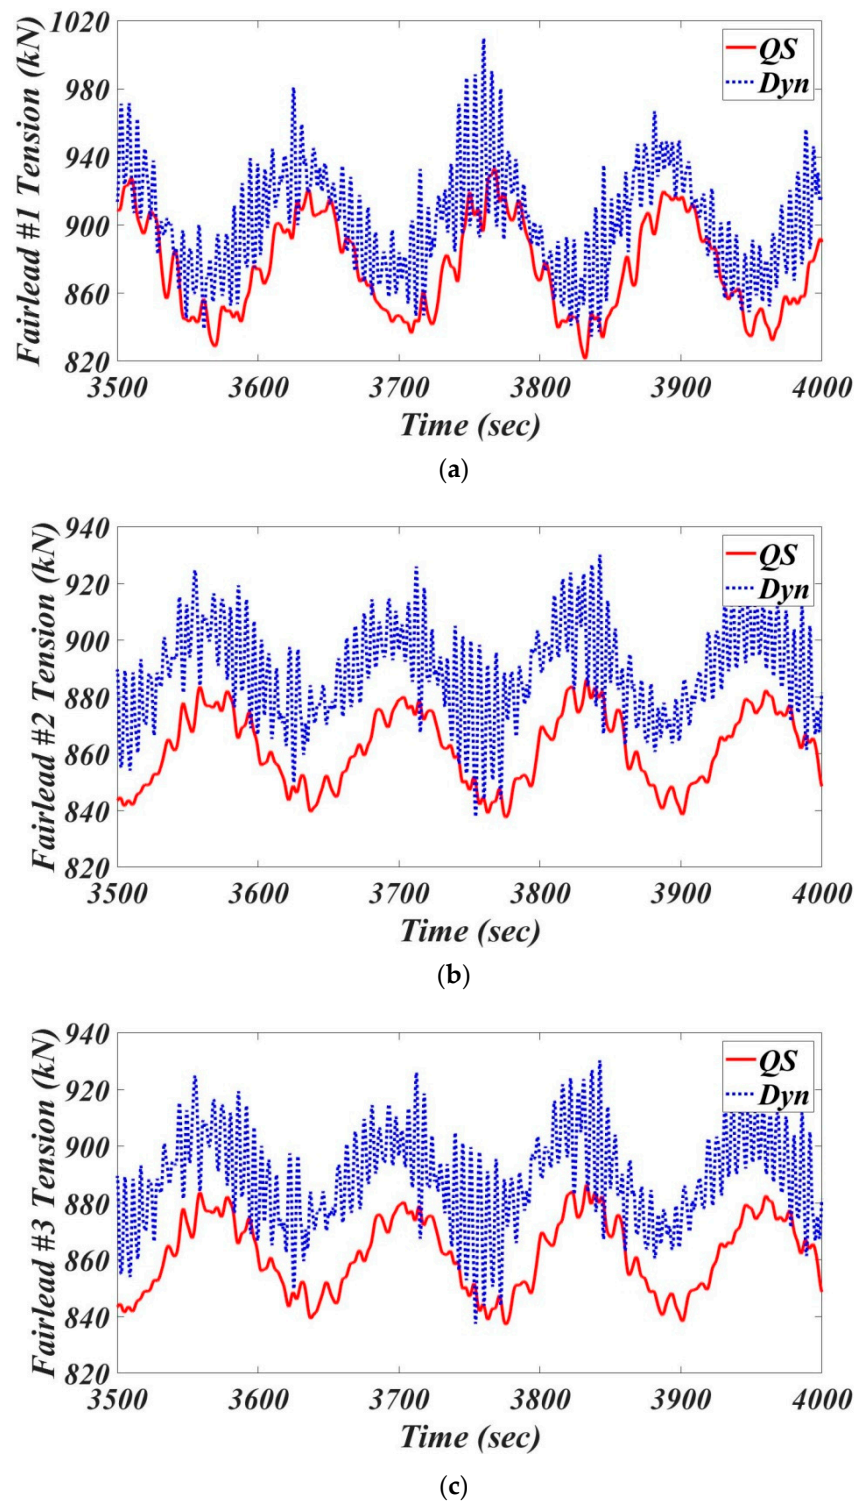 Fairlead #1 Tension (kN)
1020
980
940
900
860
820
QS
Dyn
3500 3600 3700 3800 3900 4000
Time (sec)
(a)
Fairlead #2 Tension (kN)
940
920
900
880
860
840
820
QS
Dyn
3500 3600 3700 3800 3900 4000
Time (sec)
(b)
Fairlead #3 Tension (kN)
940
920
900
880
860
840
820
QS
Dyn
3500 3600 3700 3800 3900 4000
Time (sec)
(c)